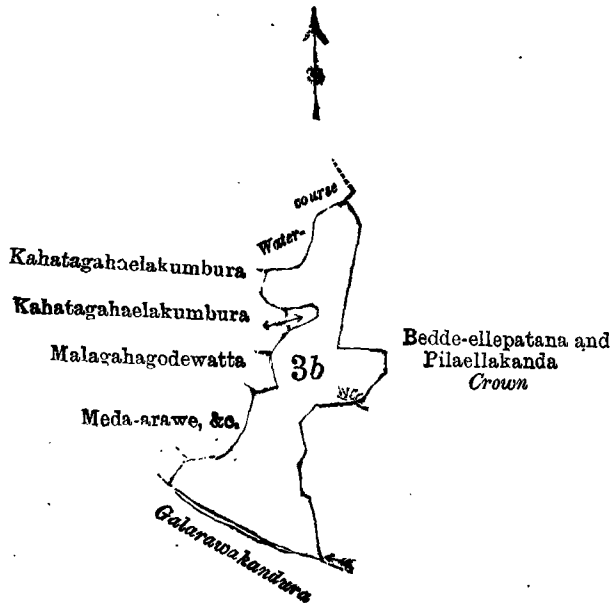 Water-course
Kahatagahaelakumbura
Kahatagahaelakumbura
Malagahagodewatta
3b
Bedde-ellepatana and
Pilaellakanda
Crown
Meda-arawe, &c.
Galarawakandura